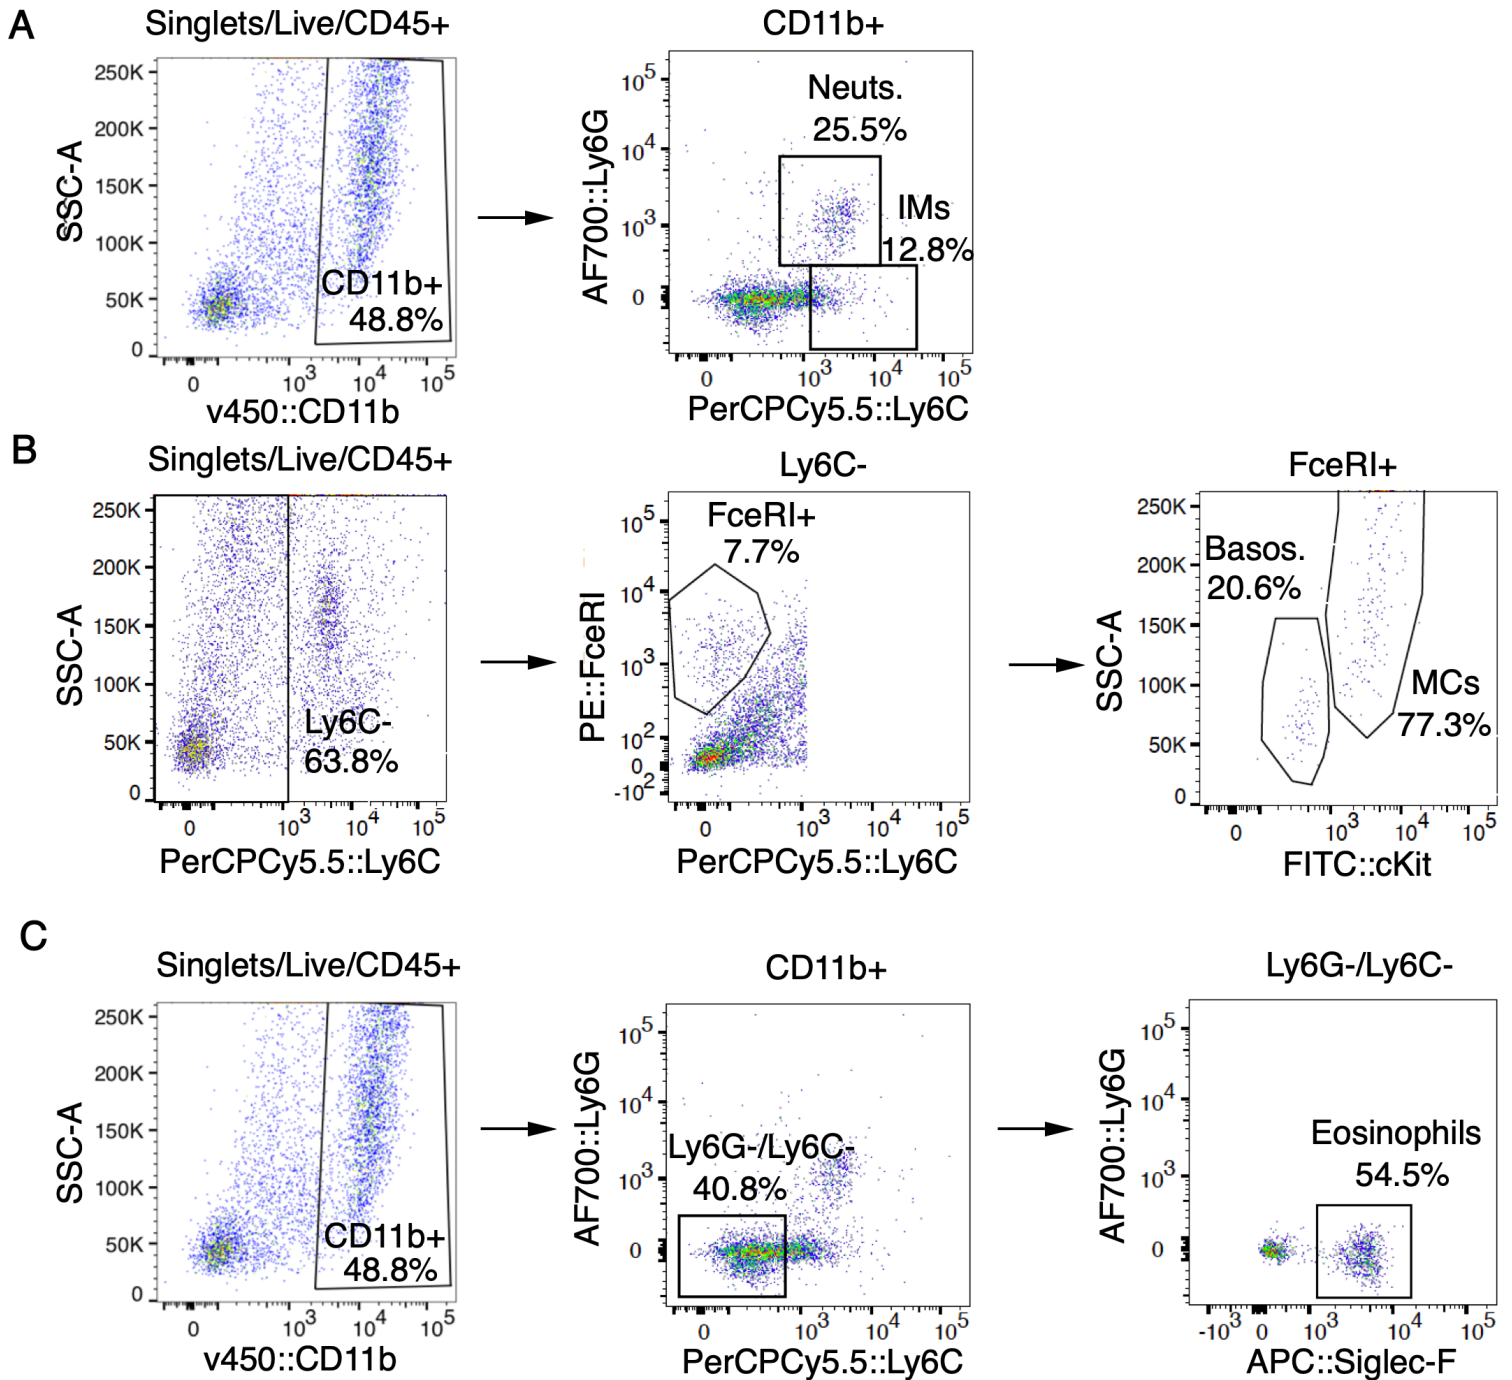 A
Singlets/Live/CD45+
CD11b+
250K
200K
150K
100K
50K
0
SSC-A
CD11b+
48.8%
0
10^3
10^4
10^5
v450::CD11b
10^5
10^4
10^3
0
AF700::Ly6G
Neuts.
25.5%
IMs
12.8%
0
10^3
10^4
10^5
PerCPCy5.5::Ly6C
B
Singlets/Live/CD45+
Ly6C-
FceRI+
250K
200K
150K
100K
50K
0
SSC-A
Ly6C-
63.8%
0
10^3
10^4
10^5
PerCPCy5.5::Ly6C
10^5
10^4
10^3
10^2
0
-10^2
PE::FceRI
FceRI+
7.7%
0
10^3
10^4
10^5
PerCPCy5.5::Ly6C
250K
200K
150K
100K
50K
0
SSC-A
Basos.
20.6%
MCs
77.3%
0
10^3
10^4
10^5
FITC::cKit
C
Singlets/Live/CD45+
CD11b+
Ly6G-/Ly6C-
250K
200K
150K
100K
50K
0
SSC-A
CD11b+
48.8%
0
10^3
10^4
10^5
v450::CD11b
10^5
10^4
10^3
0
AF700::Ly6G
Ly6G-/Ly6C-
40.8%
0
10^3
10^4
10^5
PerCPCy5.5::Ly6C
10^5
10^4
10^3
0
AF700::Ly6G
Eosinophils
54.5%
-10^3
0
10^3
10^4
10^5
APC::Siglec-F